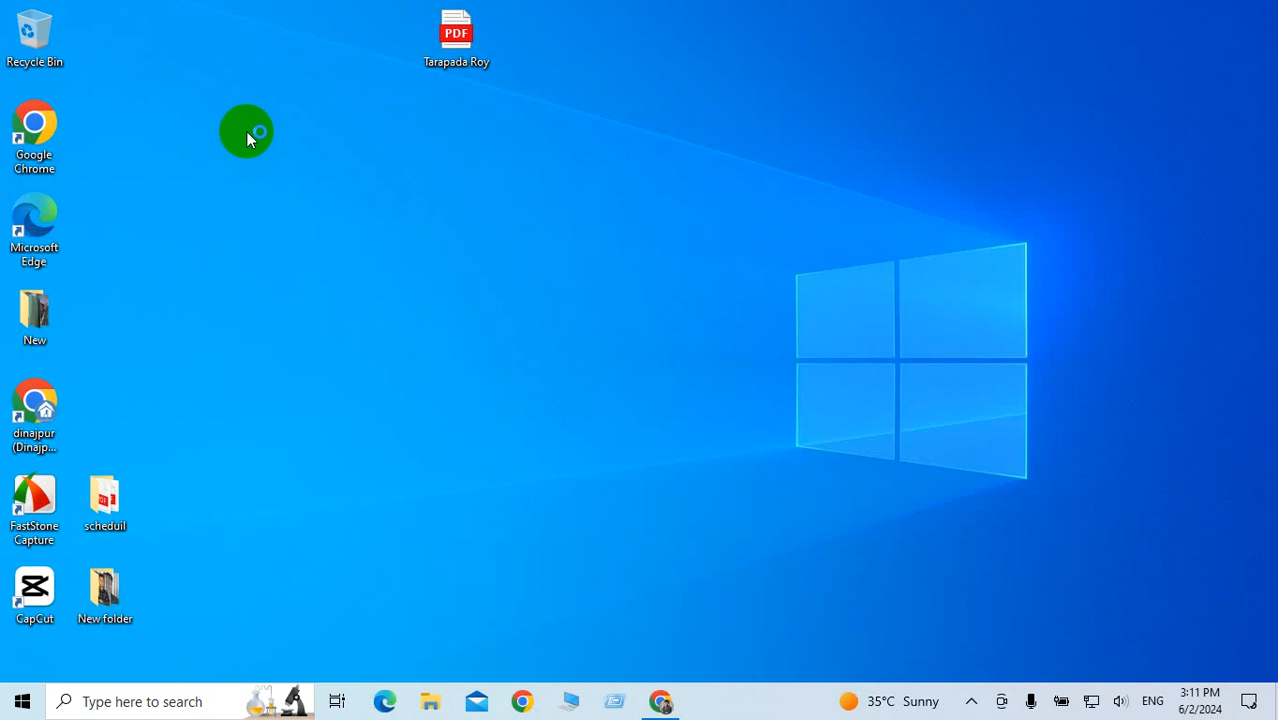 Recycle Bin
PDF
Tarapada Roy
Google
Chrome
Microsoft
Edge
New
dinajpur
(Dinajp...
FastStone
Capture
PDF
scheduil
CapCut
New folder
Type here to search
35°C Sunny
ENG
3:11 PM
6/2/2024